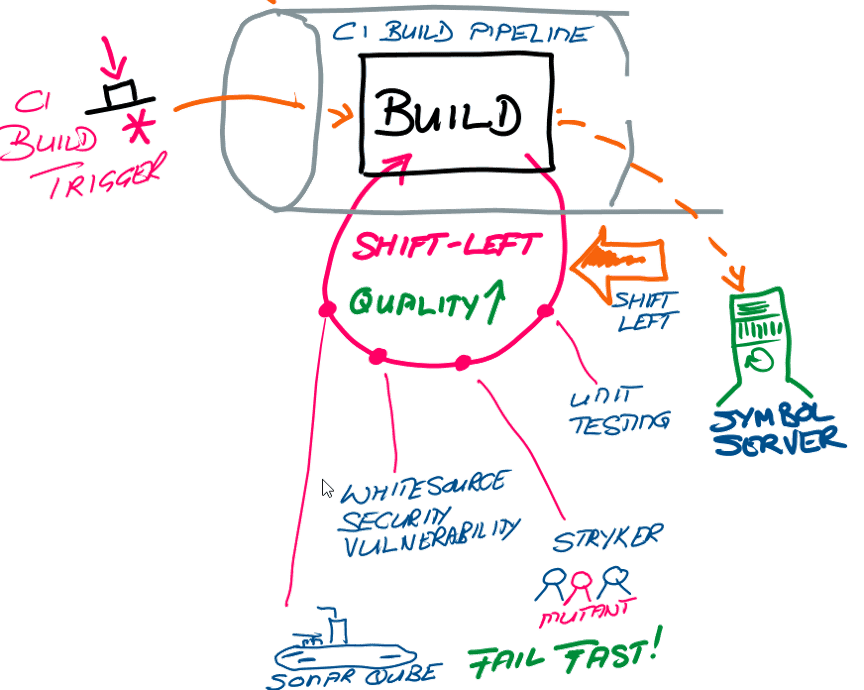 CI BUILD PIPELINE
BUILD
CI
BUILD
TRIGGER
SHIFT-LEFT
QUALITY
SHIFT
LEFT
UNIT
TESTING
SYMBOL
SERVER
WHITESOURCE
SECURITY
VULNERABILITY
STRYKER
MUTANT
FAIL FAST!
SONAR QUBE